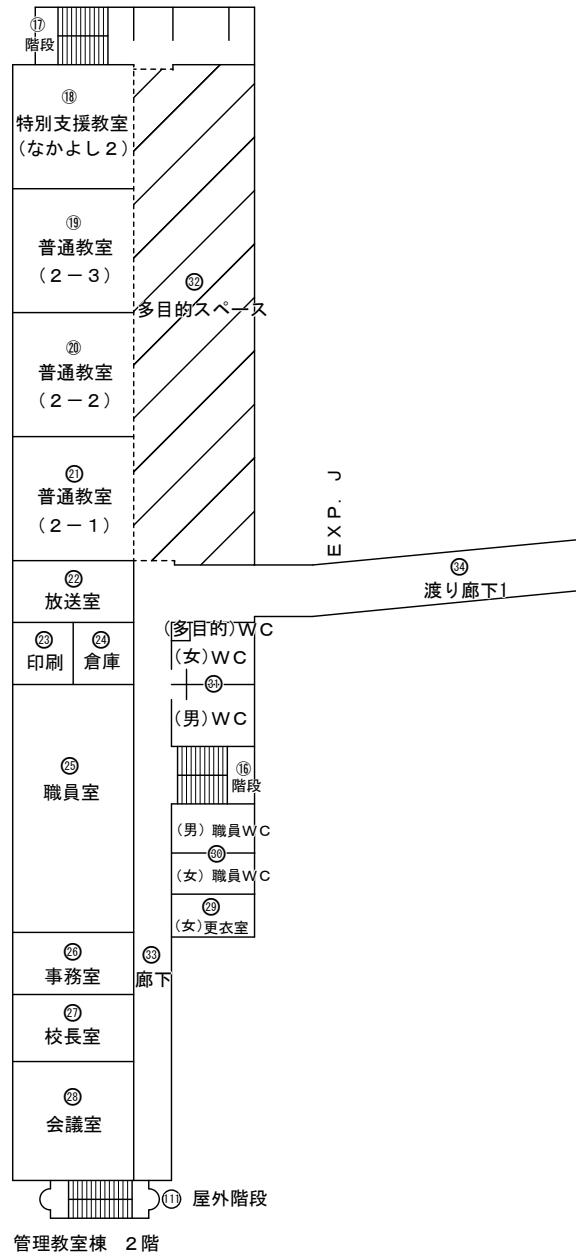 ⑰
階段
⑱
特別支援教室
(なかよし２)
⑲
普通教室
(２－３)
㉜
多目的スペース
⑳
普通教室
(２－２)
㉑
普通教室
(２－１)
EXP. J
㉞
渡り廊下1
㉒
放送室
(多目的)ＷＣ
㉓
印刷
㉔
倉庫
(女)ＷＣ
㉛
(男)ＷＣ
㉕
職員室
⑯
階段
(男)職員ＷＣ
㉚
(女)職員ＷＣ
㉙
(女)更衣室
㉖
事務室
㉝
廊下
㉗
校長室
㉘
会議室
111 屋外階段
管理教室棟　２階